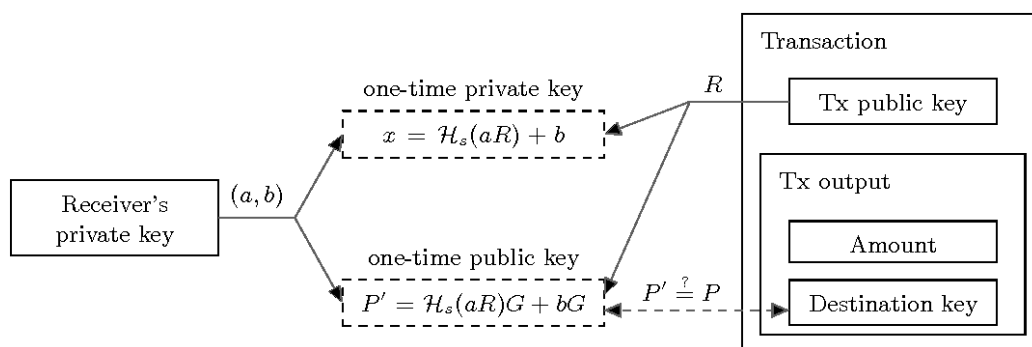 Transaction
one-time private key
R
Tx public key
x = ℋₛ(aR) + b
Tx output
Receiver's
private key
(a, b)
Amount
one-time public key
P′ = ℋₛ(aR)G + bG
P′ ≟ P
Destination key